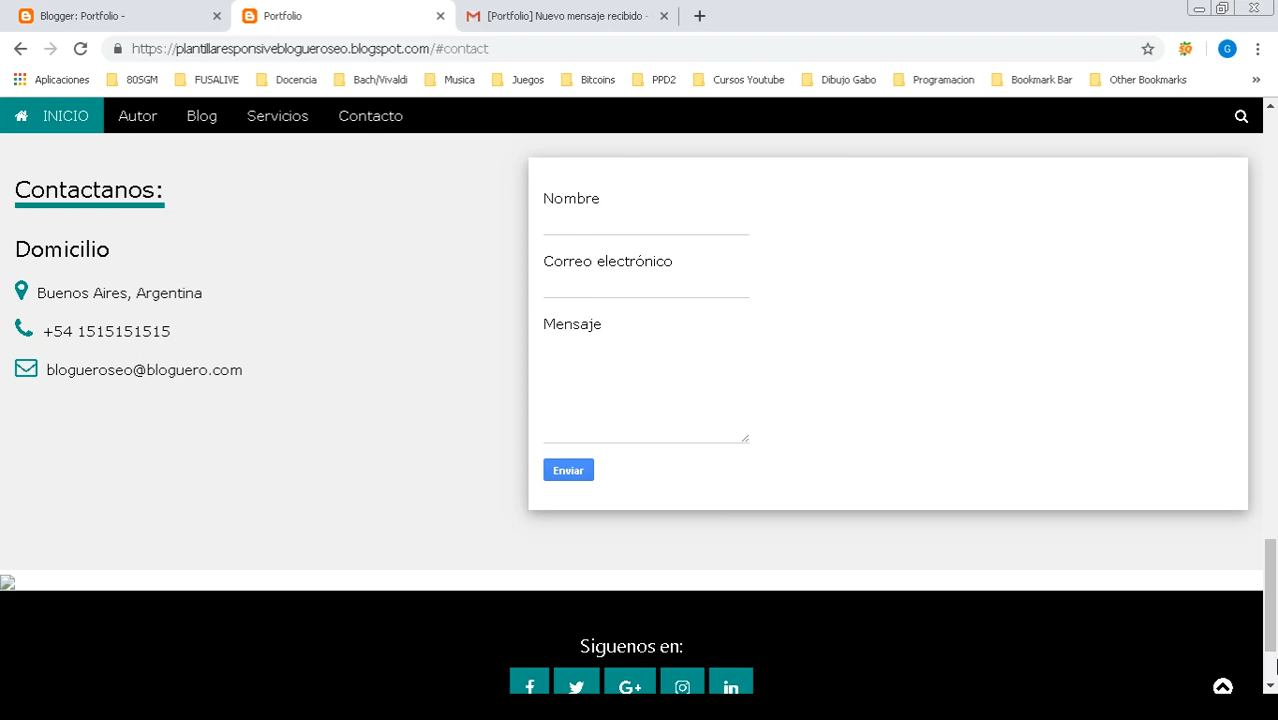 Blogger: Portfolio -
Portfolio
[Portfolio] Nuevo mensaje recibido -
https://plantillaresponsiveblogueroseo.blogspot.com/#contact
G
Aplicaciones 80SGM FUSALIVE Docencia Bach/Vivaldi Musica Juegos Bitcoins PPD2 Cursos Youtube Dibujo Gabo Programacion Bookmark Bar Other Bookmarks »
INICIO Autor Blog Servicios Contacto
Contactanos:
Domicilio
Buenos Aires, Argentina
+54 1515151515
blogueroseo@bloguero.com
Nombre
Correo electrónico
Mensaje
Enviar
Siguenos en: